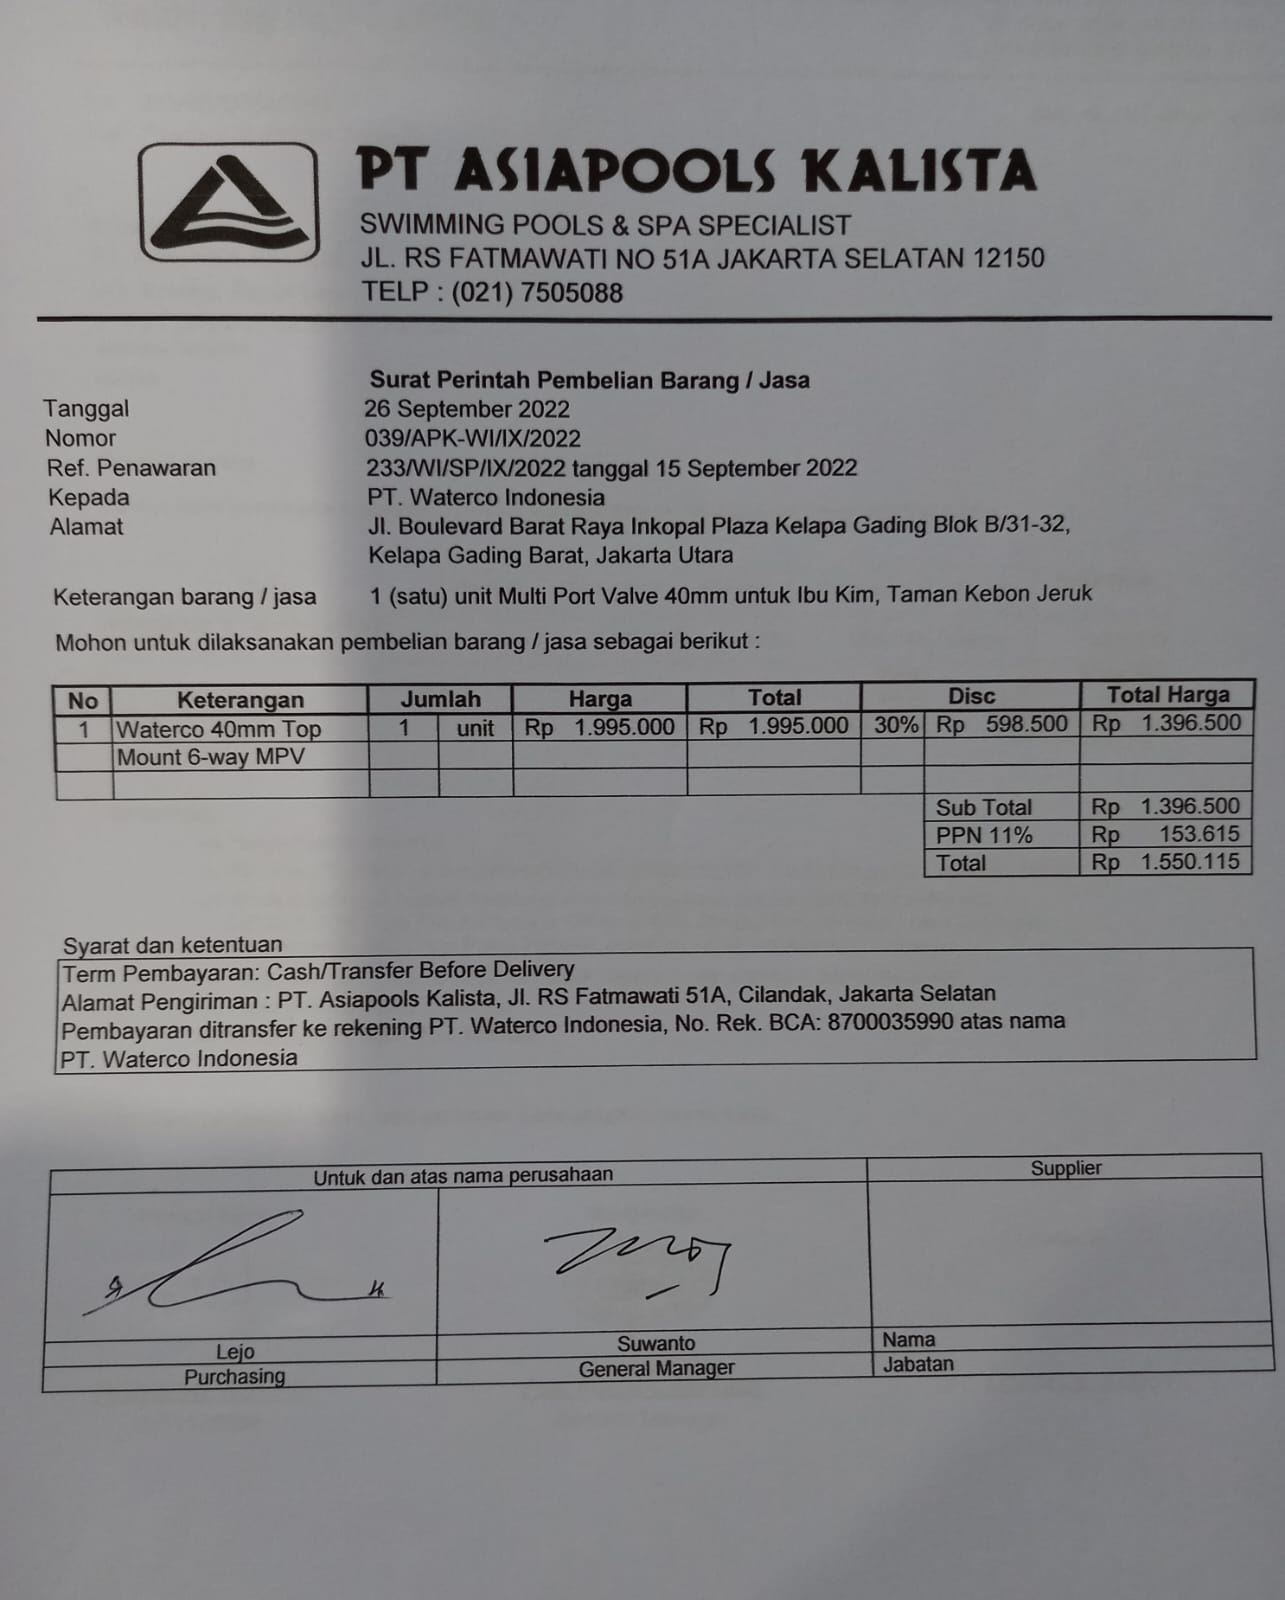 PT ASIAPOOLS KALISTA
SWIMMING POOLS & SPA SPECIALIST
JL. RS FATMAWATI NO 51A JAKARTA SELATAN 12150
TELP : (021) 7505088
Surat Perintah Pembelian Barang / Jasa
Tanggal 26 September 2022
Nomor 039/APK-WI/IX/2022
Ref. Penawaran 233/WI/SP/IX/2022 tanggal 15 September 2022
Kepada PT. Waterco Indonesia
Alamat Jl. Boulevard Barat Raya Inkopal Plaza Kelapa Gading Blok B/31-32,
Kelapa Gading Barat, Jakarta Utara
Keterangan barang / jasa 1 (satu) unit Multi Port Valve 40mm untuk Ibu Kim, Taman Kebon Jeruk
Mohon untuk dilaksanakan pembelian barang / jasa sebagai berikut :
No Keterangan Jumlah Harga Total Disc Total Harga
1 Waterco 40mm Top 1 unit Rp 1.995.000 Rp 1.995.000 30% Rp 598.500 Rp 1.396.500
Mount 6-way MPV
Sub Total Rp 1.396.500
PPN 11% Rp 153.615
Total Rp 1.550.115
Syarat dan ketentuan
Term Pembayaran: Cash/Transfer Before Delivery
Alamat Pengiriman : PT. Asiapools Kalista, Jl. RS Fatmawati 51A, Cilandak, Jakarta Selatan
Pembayaran ditransfer ke rekening PT. Waterco Indonesia, No. Rek. BCA: 8700035990 atas nama
PT. Waterco Indonesia
Untuk dan atas nama perusahaan Supplier
Lejo Suwanto Nama
Purchasing General Manager Jabatan